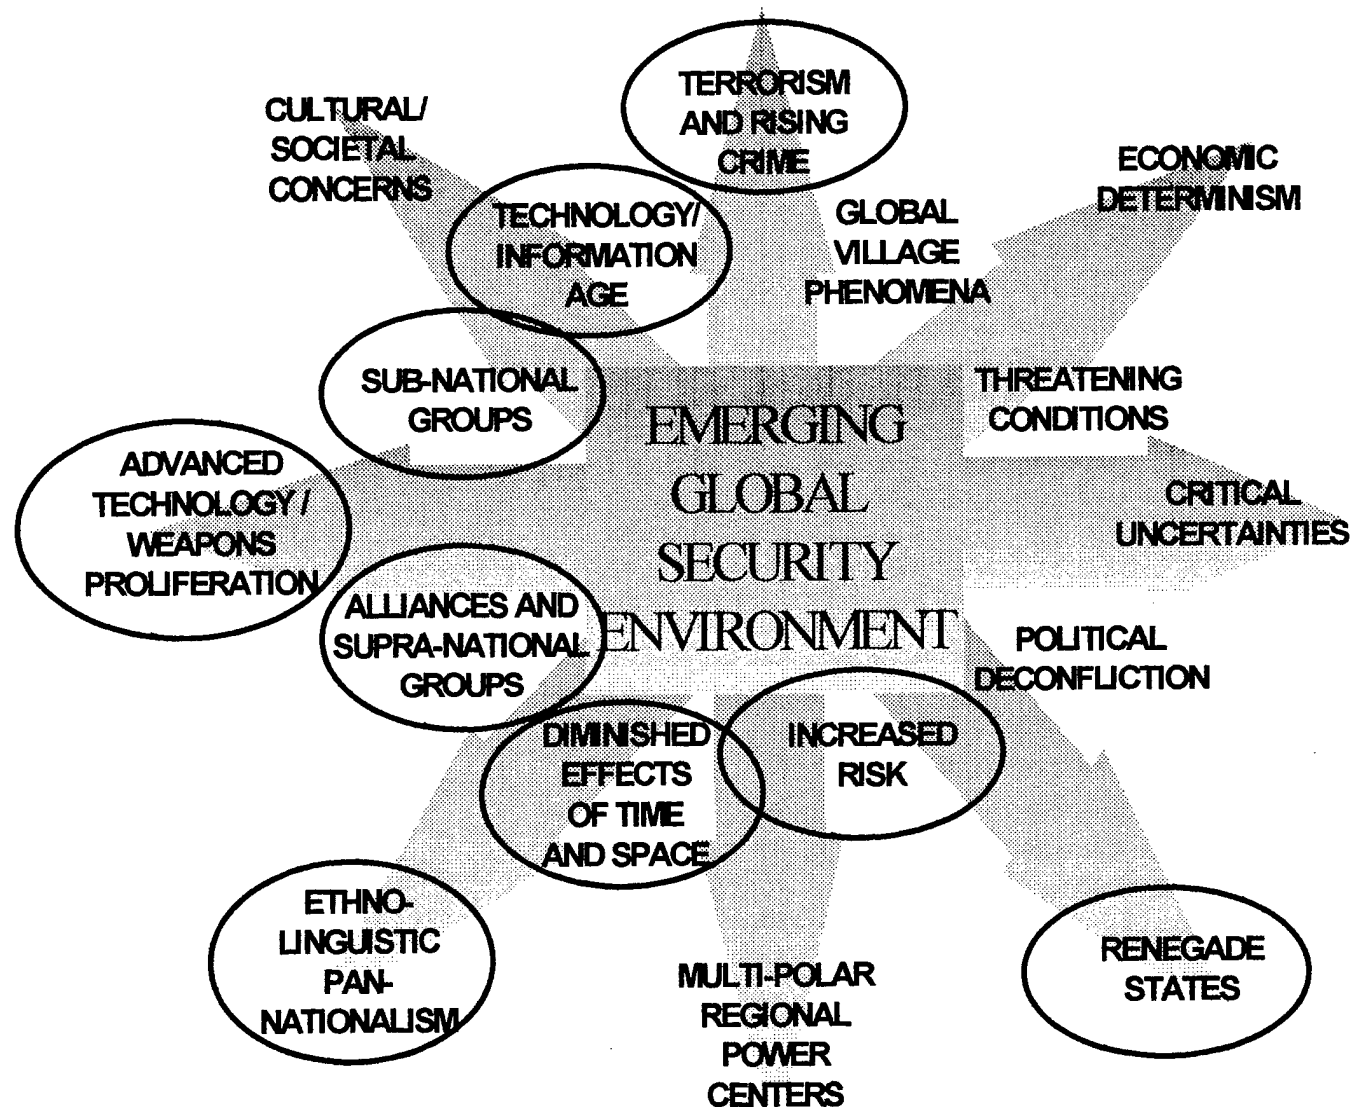 TERRORISM
AND RISING
CRIME
CULTURAL/
SOCIETAL
CONCERNS
ECONOMIC
DETERMINISM
TECHNOLOGY/
INFORMATION
AGE
GLOBAL
VILLAGE
PHENOMENA
SUB-NATIONAL
GROUPS
THREATENING
CONDITIONS
EMERGING
GLOBAL
SECURITY
ENVIRONMENT
ADVANCED
TECHNOLOGY /
WEAPONS
PROLIFERATION
CRITICAL
UNCERTAINTIES
ALLIANCES AND
SUPRA-NATIONAL
GROUPS
POLITICAL
DECONFLICTION
DIMINISHED
EFFECTS
OF TIME
AND SPACE
INCREASED
RISK
ETHNO-
LINGUISTIC
PAN-
NATIONALISM
MULTI-POLAR
REGIONAL
POWER
CENTERS
RENEGADE
STATES